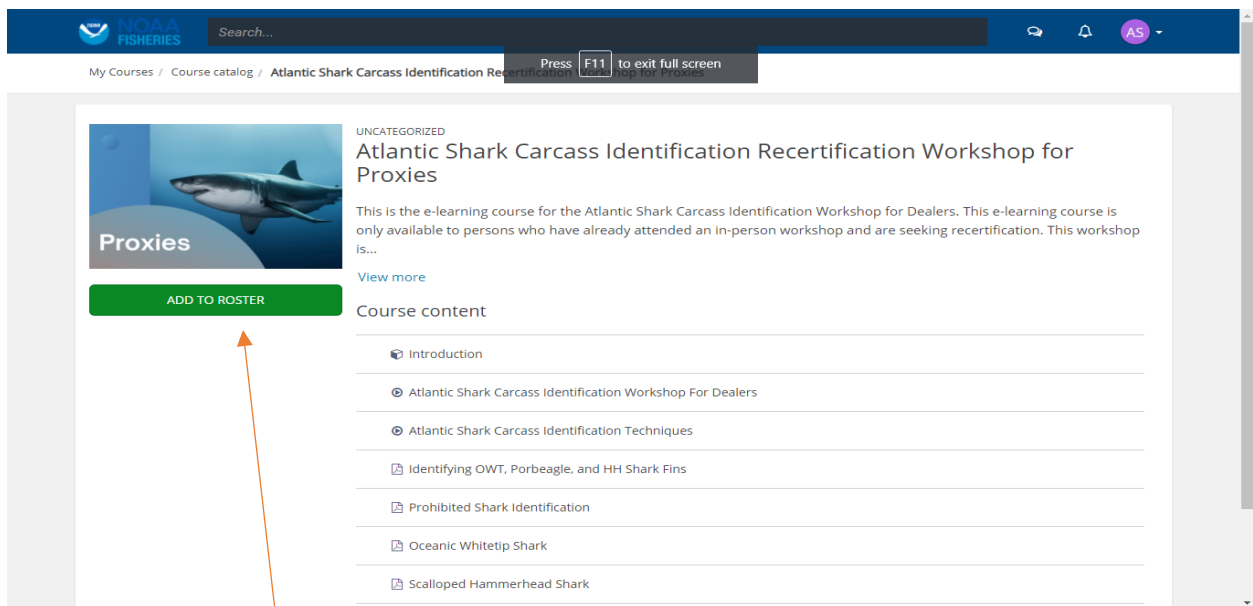 NOAA
FISHERIES
Search...
AS
Press F11 to exit full screen
My Courses / Course catalog / Atlantic Shark Carcass Identification Recertification Workshop for Proxies
Proxies
ADD TO ROSTER
UNCATEGORIZED
Atlantic Shark Carcass Identification Recertification Workshop for
Proxies
This is the e-learning course for the Atlantic Shark Carcass Identification Workshop for Dealers. This e-learning course is
only available to persons who have already attended an in-person workshop and are seeking recertification. This workshop
is...
View more
Course content
Introduction
Atlantic Shark Carcass Identification Workshop For Dealers
Atlantic Shark Carcass Identification Techniques
Identifying OWT, Porbeagle, and HH Shark Fins
Prohibited Shark Identification
Oceanic Whitetip Shark
Scalloped Hammerhead Shark